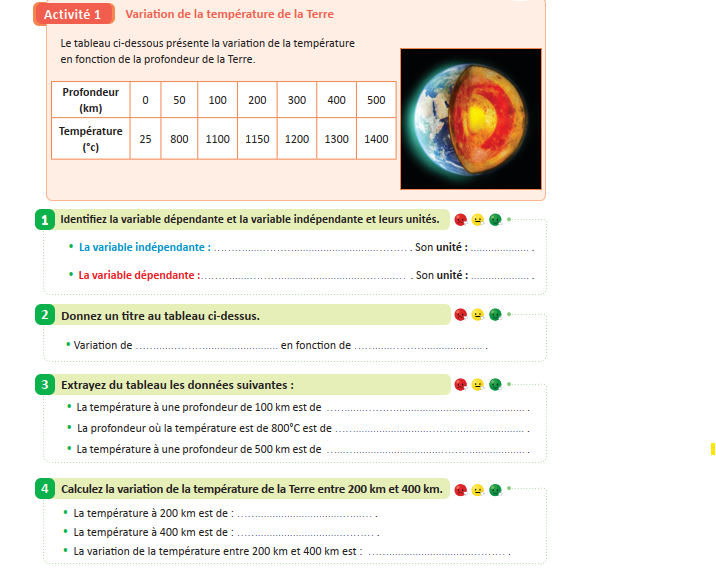 Activité 1 Variation de la température de la Terre
Le tableau ci-dessous présente la variation de la température
en fonction de la profondeur de la Terre.
Profondeur (km) 0 50 100 200 300 400 500
Température (°c) 25 800 1100 1150 1200 1300 1400
1 Identifiez la variable dépendante et la variable indépendante et leurs unités.
• La variable indépendante : .................................................. . Son unité : .................. .
• La variable dépendante :.................................................. . Son unité : .................. .
2 Donnez un titre au tableau ci-dessus.
• Variation de ............................................ en fonction de ........................................ .
3 Extrayez du tableau les données suivantes :
• La température à une profondeur de 100 km est de .................................................. .
• La profondeur où la température est de 800°C est de .................................................. .
• La température à une profondeur de 500 km est de .................................................. .
4 Calculez la variation de la température de la Terre entre 200 km et 400 km.
• La température à 200 km est de : ........................................ .
• La température à 400 km est de : ........................................ .
• La variation de la température entre 200 km et 400 km est : ........................................ .